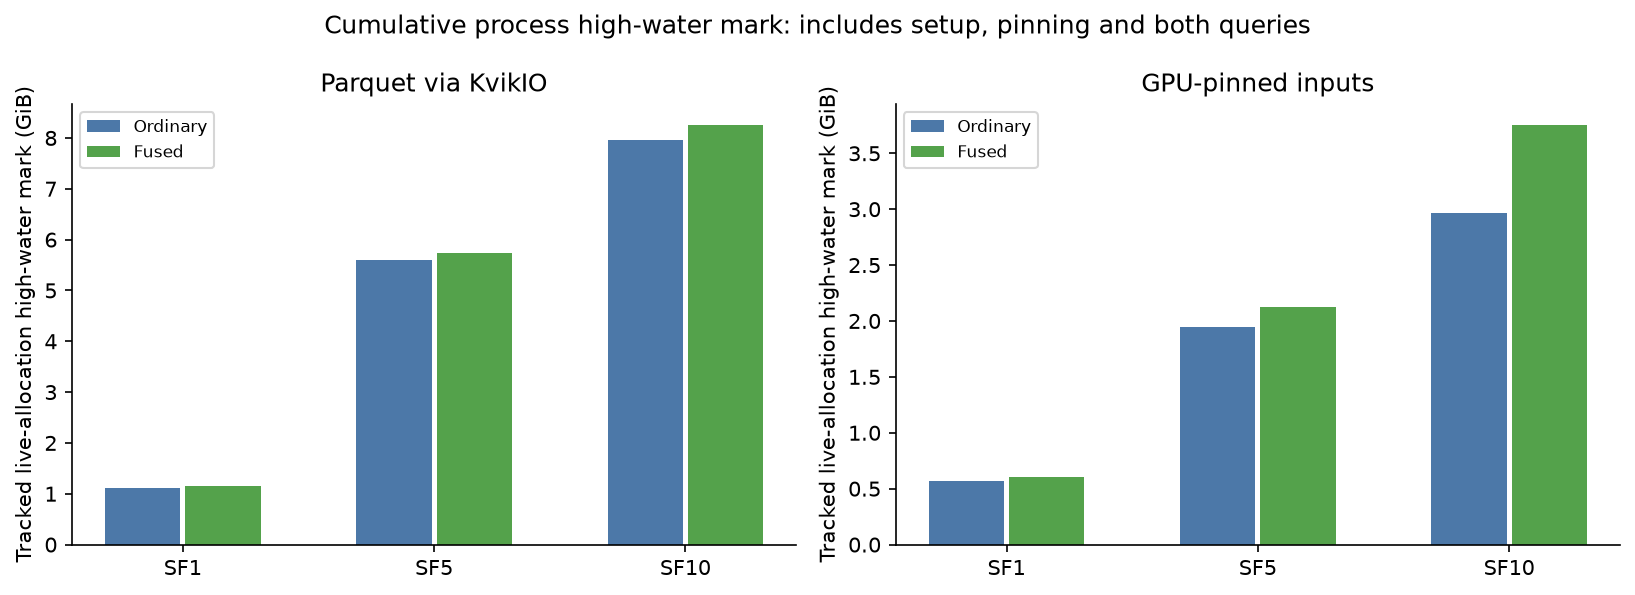 Cumulative process high-water mark: includes setup, pinning and both queries
Parquet via KvikIO
Tracked live-allocation high-water mark (GiB)
Ordinary
Fused
8
7
6
5
4
3
2
1
0
SF1
SF5
SF10
GPU-pinned inputs
Tracked live-allocation high-water mark (GiB)
Ordinary
Fused
3.5
3.0
2.5
2.0
1.5
1.0
0.5
0.0
SF1
SF5
SF10